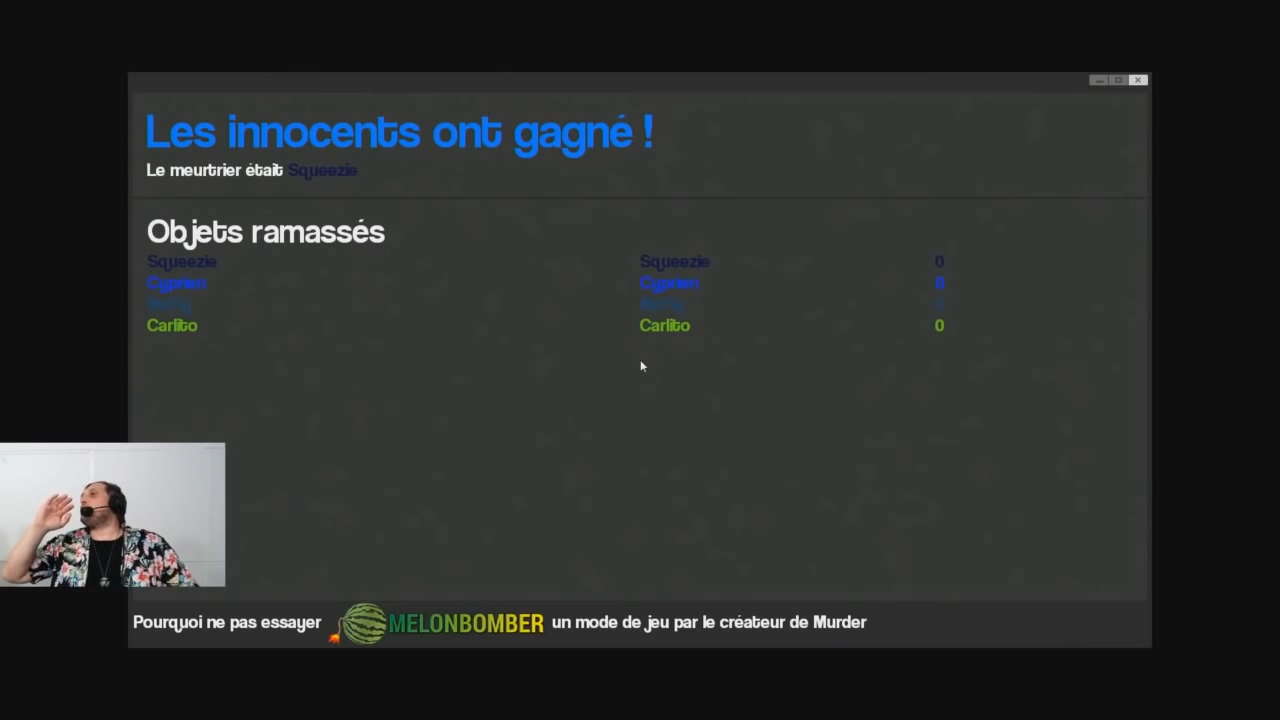 Les innocents ont gagné !
Le meurtrier était Squeezie
Objets ramassés
Squeezie Squeezie 0
Cyprien Cyprien 0
Carlito Carlito 0
Pourquoi ne pas essayer MELONBOMBER un mode de jeu par le créateur de Murder